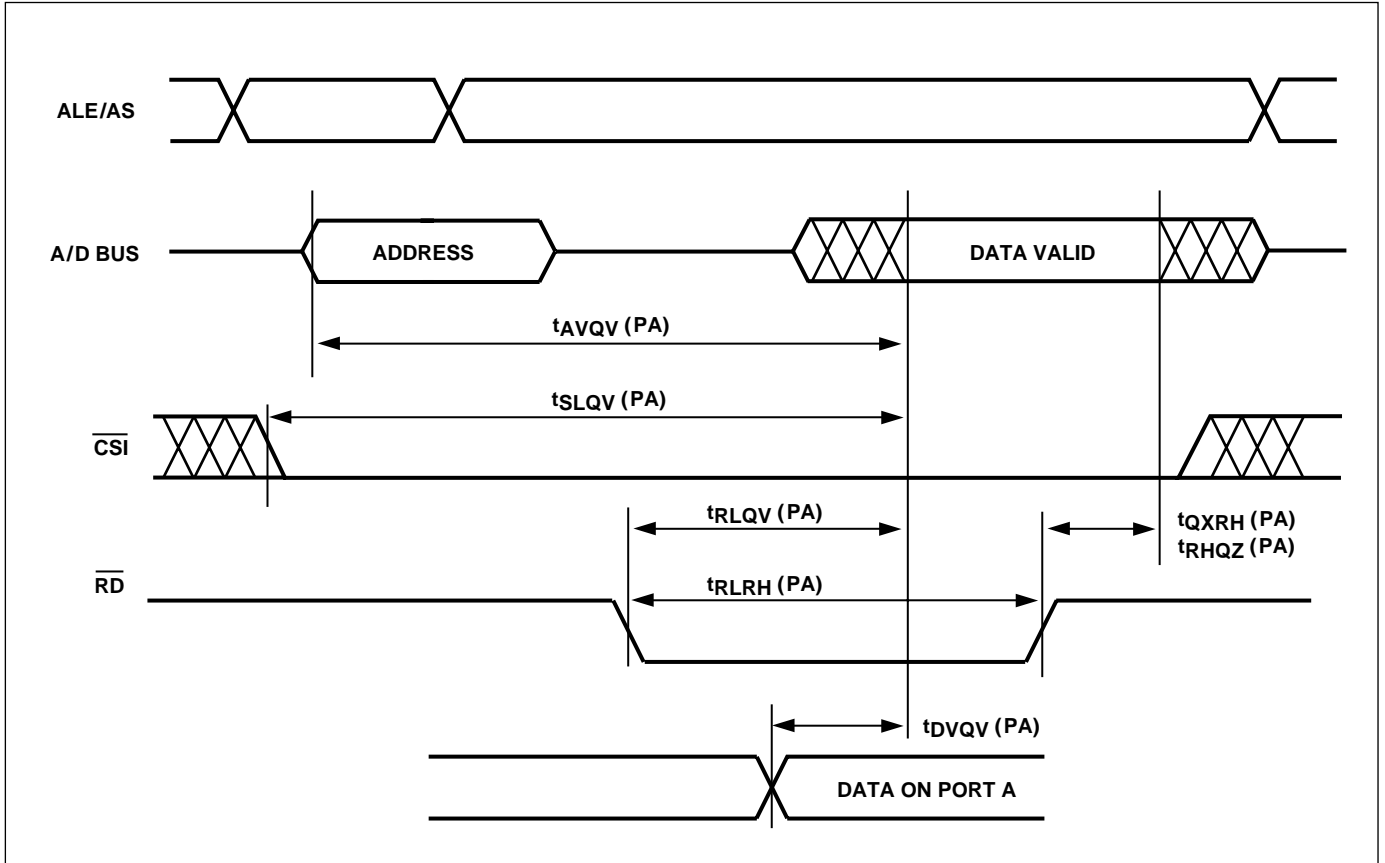 ALE/AS
A/D BUS
ADDRESS
DATA VALID
tAVQV (PA)
tSLQV (PA)
CSI
tRLQV (PA)
tQXRH (PA)
tRHQZ (PA)
RD
tRLRH (PA)
tDVQV (PA)
DATA ON PORT A